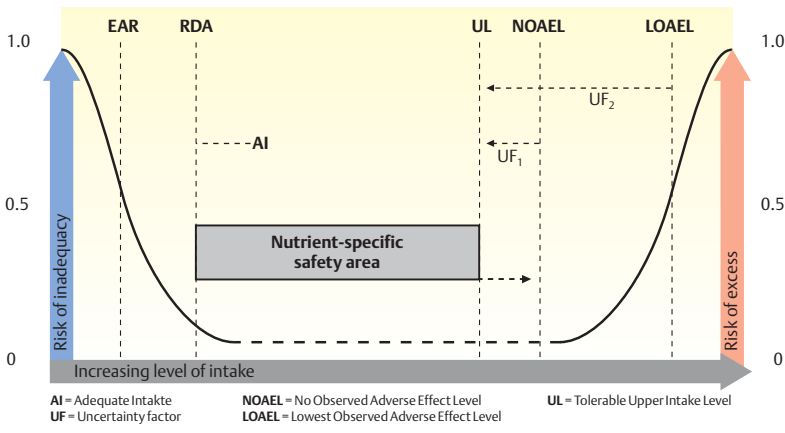 EAR RDA UL NOAEL LOAEL
1.0 1.0
UF2
AI
UF1
0.5 0.5
Nutrient-specific
safety area
Risk of inadequacy
Risk of excess
0 0
Increasing level of intake
AI = Adequate Intakte NOAEL = No Observed Adverse Effect Level UL = Tolerable Upper Intake Level
UF = Uncertainty factor LOAEL = Lowest Observed Adverse Effect Level